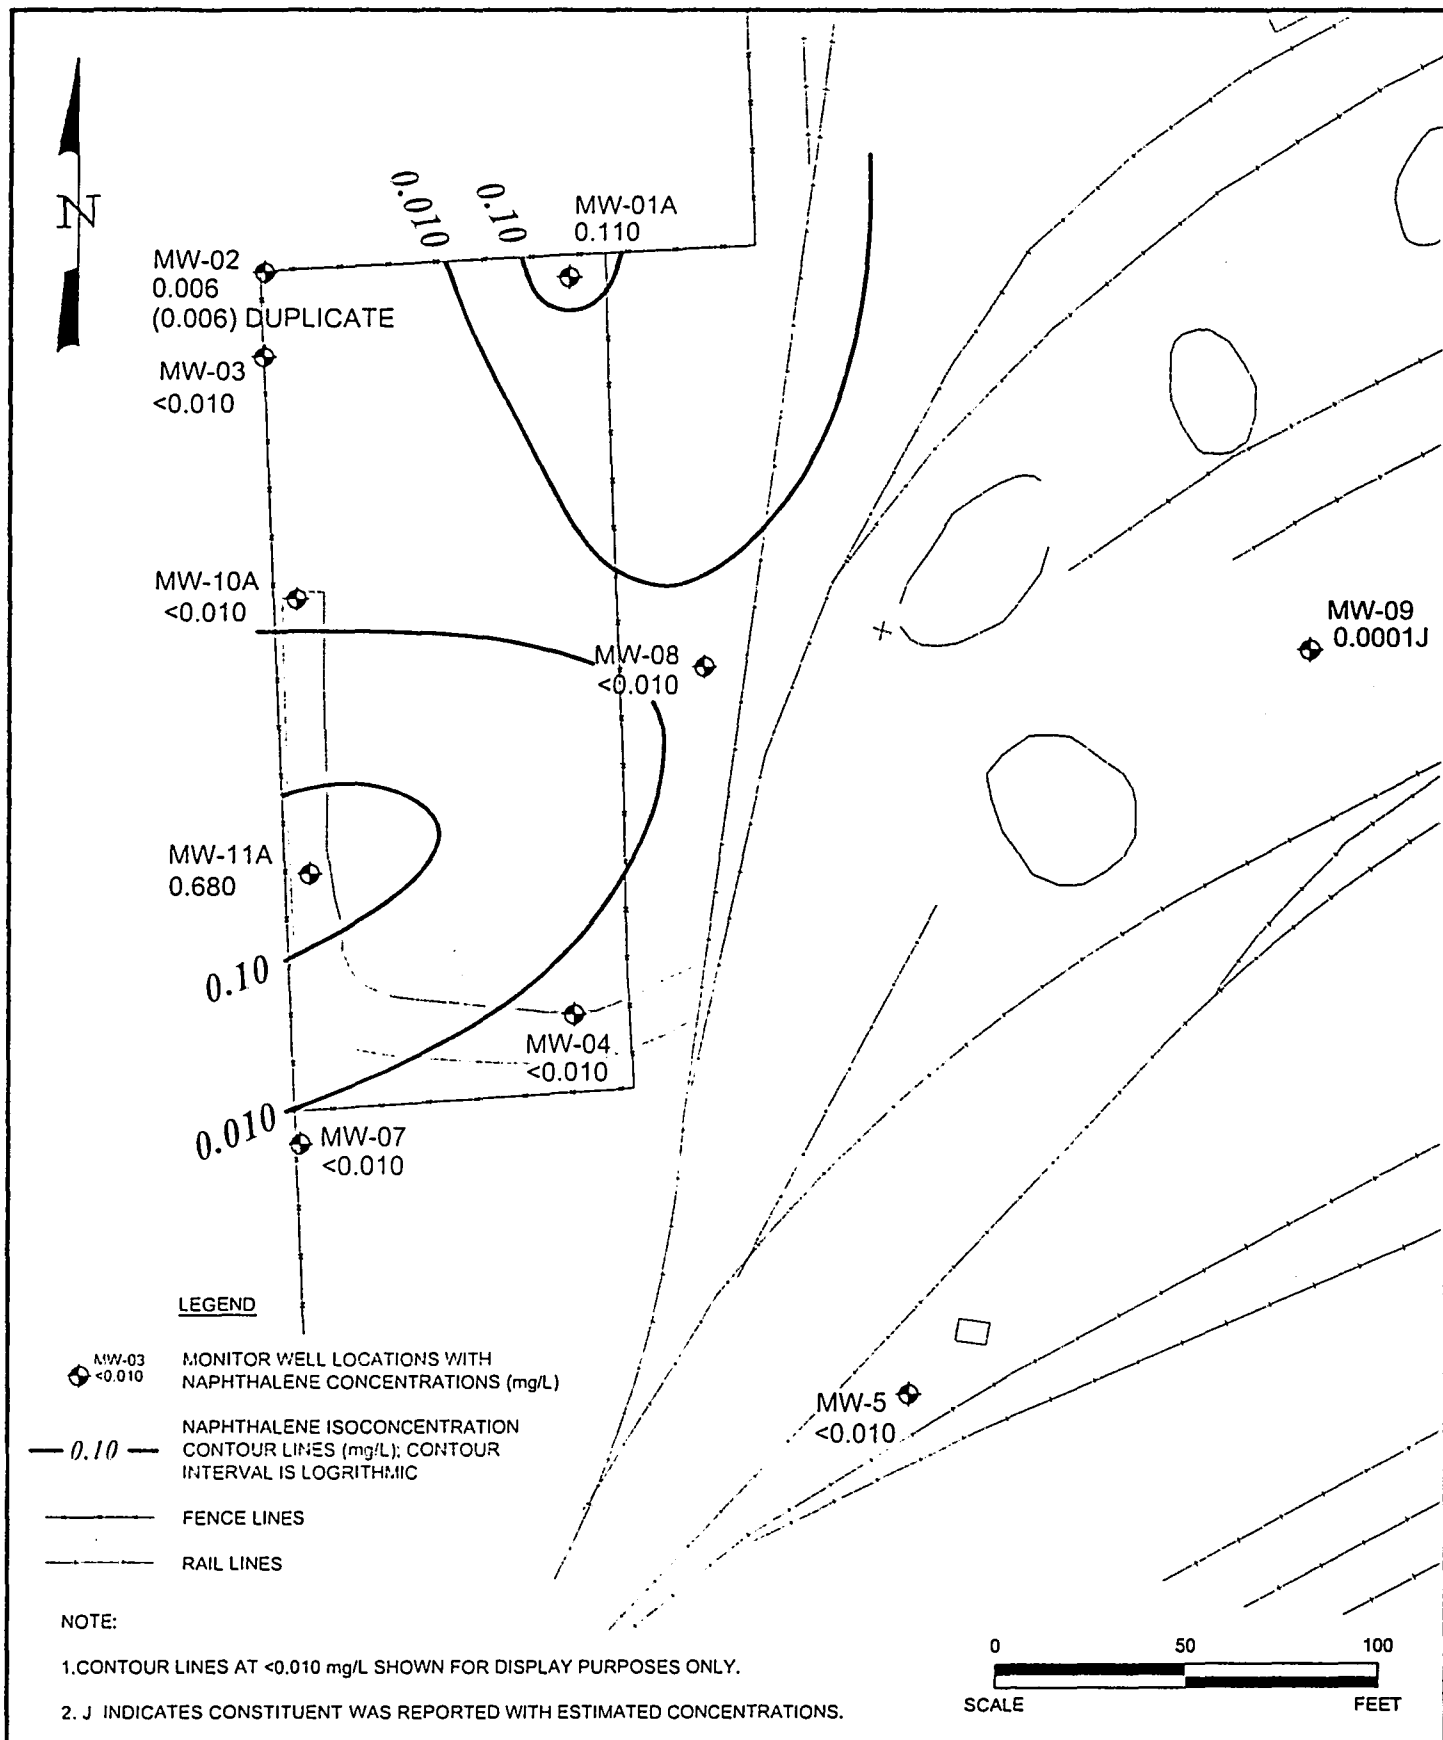 N
0.010
0.10
MW-01A
0.110
MW-02
0.006
(0.006) DUPLICATE
MW-03
<0.010
MW-10A
<0.010
MW-08
<0.010
MW-09
0.0001J
MW-11A
0.680
0.10
MW-04
<0.010
0.010
MW-07
<0.010
MW-5
<0.010
LEGEND
MW-03
<0.010
MONITOR WELL LOCATIONS WITH
NAPHTHALENE CONCENTRATIONS (mg/L)
0.10
NAPHTHALENE ISOCONCENTRATION
CONTOUR LINES (mg/L); CONTOUR
INTERVAL IS LOGRITHMIC
FENCE LINES
RAIL LINES
NOTE:
1.CONTOUR LINES AT <0.010 mg/L SHOWN FOR DISPLAY PURPOSES ONLY.
2. J INDICATES CONSTITUENT WAS REPORTED WITH ESTIMATED CONCENTRATIONS.
0 50 100
SCALE FEET